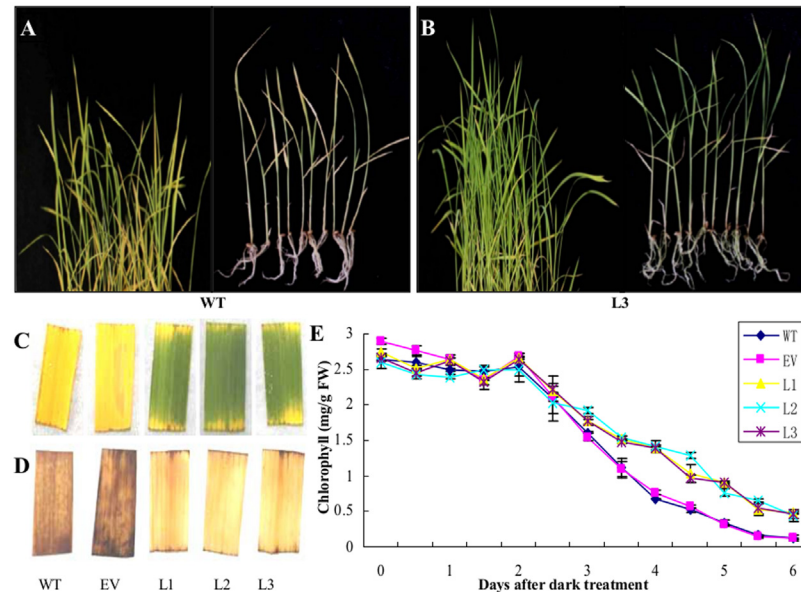 A
B
WT
L3
C
D
WT EV L1 L2 L3
E
3
2.5
2
1.5
1
0.5
0
Chlorophyll (mg/g FW)
0 1 2 3 4 5 6
Days after dark treatment
WT
EV
L1
L2
L3